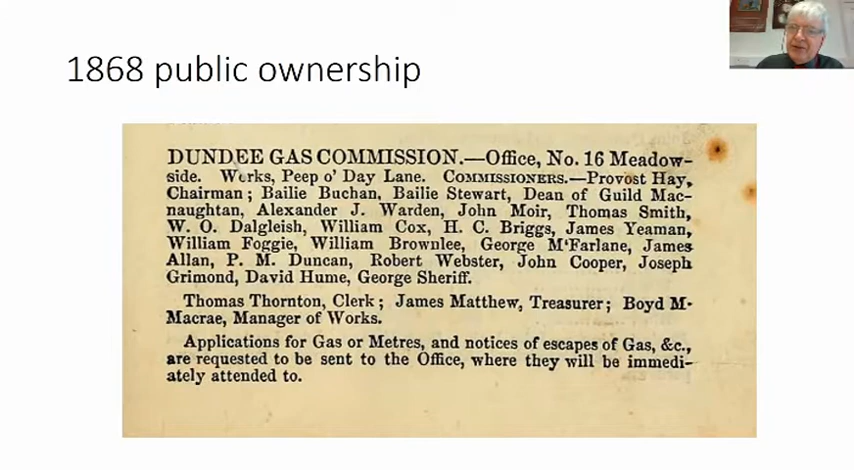 1868 public ownership
DUNDEE GAS COMMISSION.—Office, No. 16 Meadow-
side. Works, Peep o' Day Lane. COMMISSIONERS.—Provost Hay,
Chairman; Bailie Buchan, Bailie Stewart, Dean of Guild Mac-
naughtan, Alexander J. Warden, John Moir, Thomas Smith,
W. O. Dalgleish, William Cox, H. C. Briggs, James Yeaman,
William Foggie, William Brownlee, George M'Farlane, James
Allan, P. M. Duncan, Robert Webster, John Cooper, Joseph
Grimond, David Hume, George Sheriff.
Thomas Thornton, Clerk; James Matthew, Treasurer; Boyd M·
Macrae, Manager of Works.
Applications for Gas or Metres, and notices of escapes of Gas, &c.,
are requested to be sent to the Office, where they will be immedi-
ately attended to.